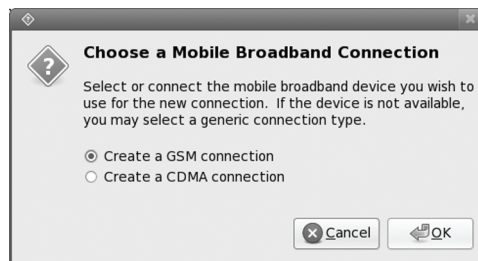 Choose a Mobile Broadband Connection
Select or connect the mobile broadband device you wish to
use for the new connection. If the device is not available,
you may select a generic connection type.
Create a GSM connection
Create a CDMA connection
Cancel
OK